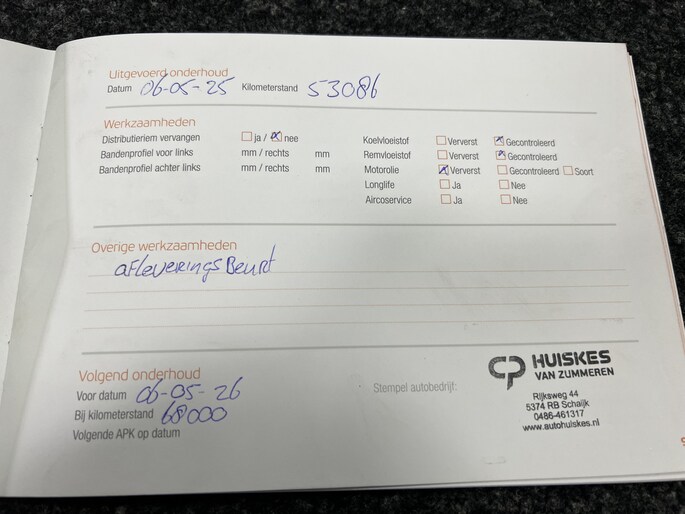 Uitgevoerd onderhoud
Datum 06-05-25 Kilometerstand 53086
Werkzaamheden
Distributieriem vervangen ja / nee
Bandenprofiel voor links mm / rechts mm
Bandenprofiel achter links mm / rechts mm
Koelvloeistof Ververst Gecontroleerd
Remvloeistof Ververst Gecontroleerd
Motorolie Ververst Gecontroleerd Soort
Longlife Ja Nee
Aircoservice Ja Nee
Overige werkzaamheden
afleverings Beurt
Volgend onderhoud
Voor datum 06-05-26
Bij kilometerstand 68000
Volgende APK op datum
Stempel autobedrijf:
HUISKES
VAN ZUMMEREN
Rijksweg 44
5374 RB Schaijk
0486-461317
www.autohuiskes.nl